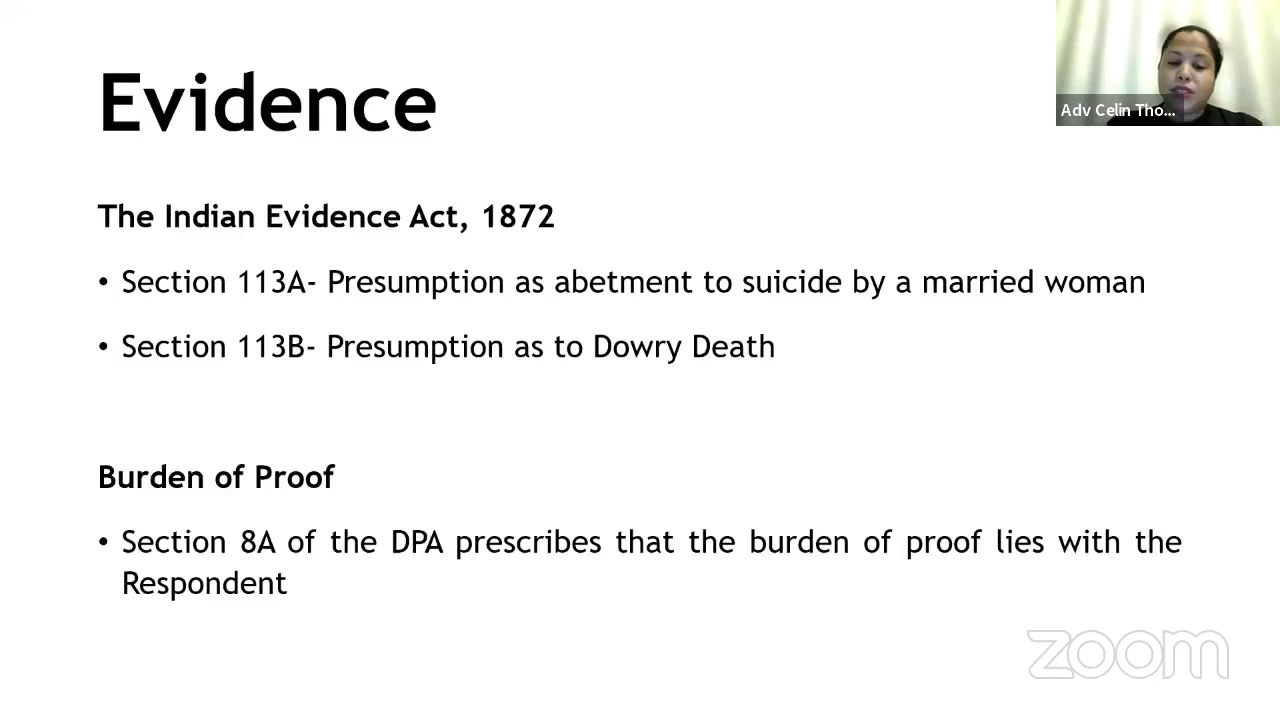 Evidence
Adv Celin Tho...
The Indian Evidence Act, 1872
• Section 113A- Presumption as abetment to suicide by a married woman
• Section 113B- Presumption as to Dowry Death
Burden of Proof
• Section 8A of the DPA prescribes that the burden of proof lies with the
Respondent
zoom